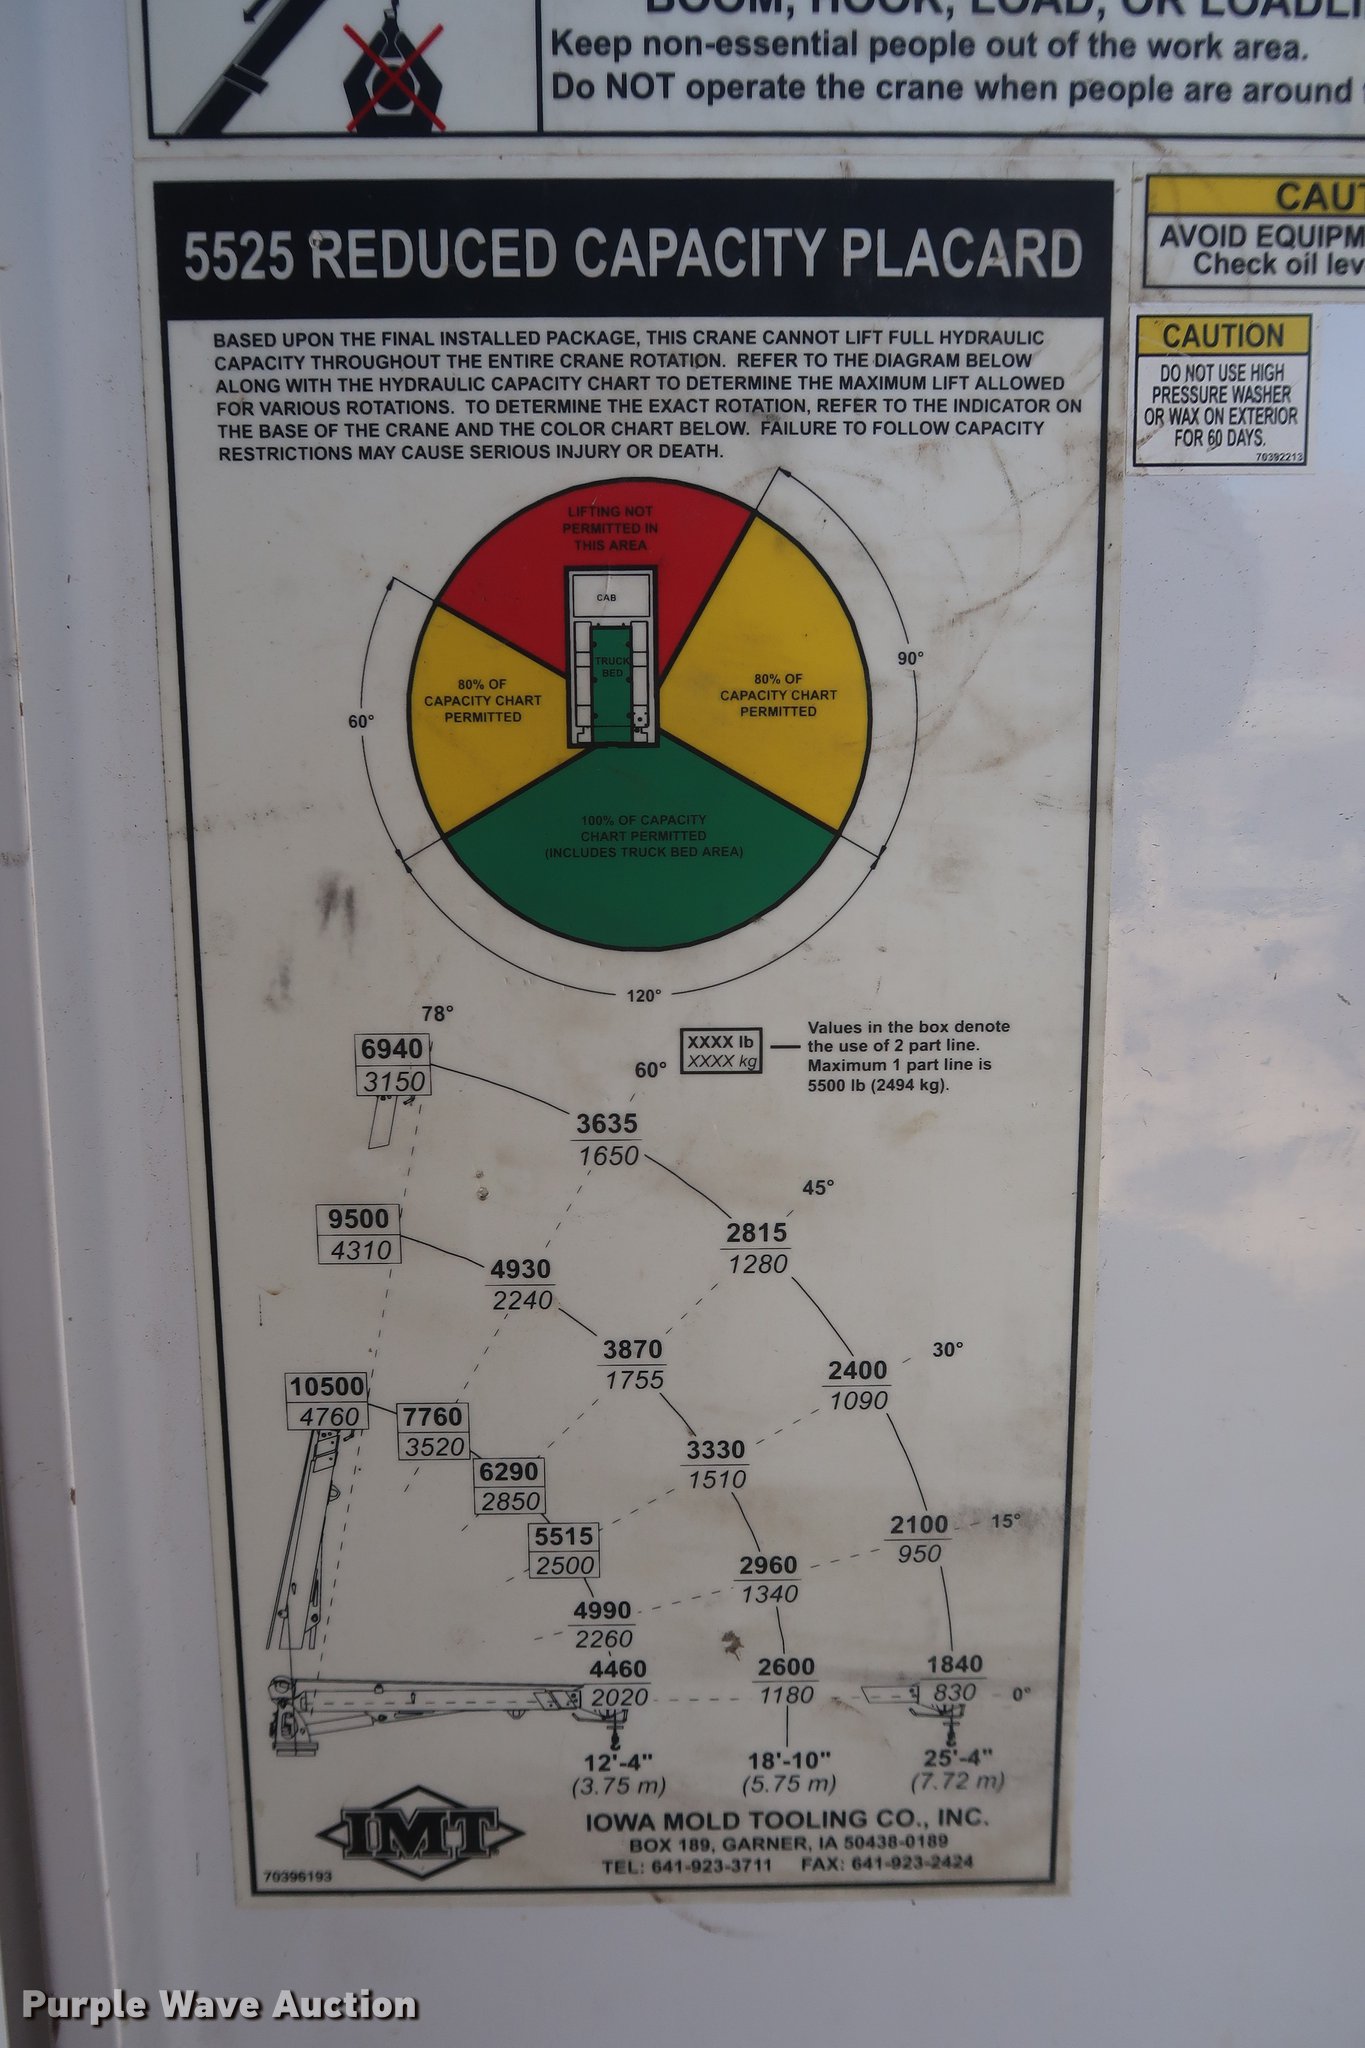 BOOM, HOOK, LOAD, OR
Keep non-essential people out of the work area.
Do NOT operate the crane when people are around
5525 REDUCED CAPACITY PLACARD
BASED UPON THE FINAL INSTALLED PACKAGE, THIS CRANE CANNOT LIFT FULL HYDRAULIC
CAPACITY THROUGHOUT THE ENTIRE CRANE ROTATION. REFER TO THE DIAGRAM BELOW
ALONG WITH THE HYDRAULIC CAPACITY CHART TO DETERMINE THE MAXIMUM LIFT ALLOWED
FOR VARIOUS ROTATIONS. TO DETERMINE THE EXACT ROTATION, REFER TO THE INDICATOR ON
THE BASE OF THE CRANE AND THE COLOR CHART BELOW. FAILURE TO FOLLOW CAPACITY
RESTRICTIONS MAY CAUSE SERIOUS INJURY OR DEATH.
LIFTING NOT
PERMITTED IN
THIS AREA
CAB
TRUCK
BED
90°
60°
80% OF
CAPACITY CHART
PERMITTED
80% OF
CAPACITY CHART
PERMITTED
100% OF CAPACITY
CHART PERMITTED
(INCLUDES TRUCK BED AREA)
120°
78°
XXXX lb
XXXX kg
Values in the box denote
the use of 2 part line.
Maximum 1 part line is
5500 lb (2494 kg).
6940
3150
60°
3635
1650
45°
9500
4310
2815
1280
4930
2240
3870
1755
30°
2400
1090
10500
4760
7760
3520
3330
1510
6290
2850
5515
2500
2100
950
15°
2960
1340
4990
2260
4460
2020
2600
1180
1840
830
0°
12'-4"
(3.75 m)
18'-10"
(5.75 m)
25'-4"
(7.72 m)
IMT
IOWA MOLD TOOLING CO., INC.
BOX 189, GARNER, IA 50438-0189
TEL: 641-923-3711 FAX: 641-923-2424
70396193
AVOID
Check oil
CAUTION
DO NOT USE HIGH
PRESSURE WASHER
OR WAX ON EXTERIOR
FOR 60 DAYS.
70392213
Purple Wave Auction